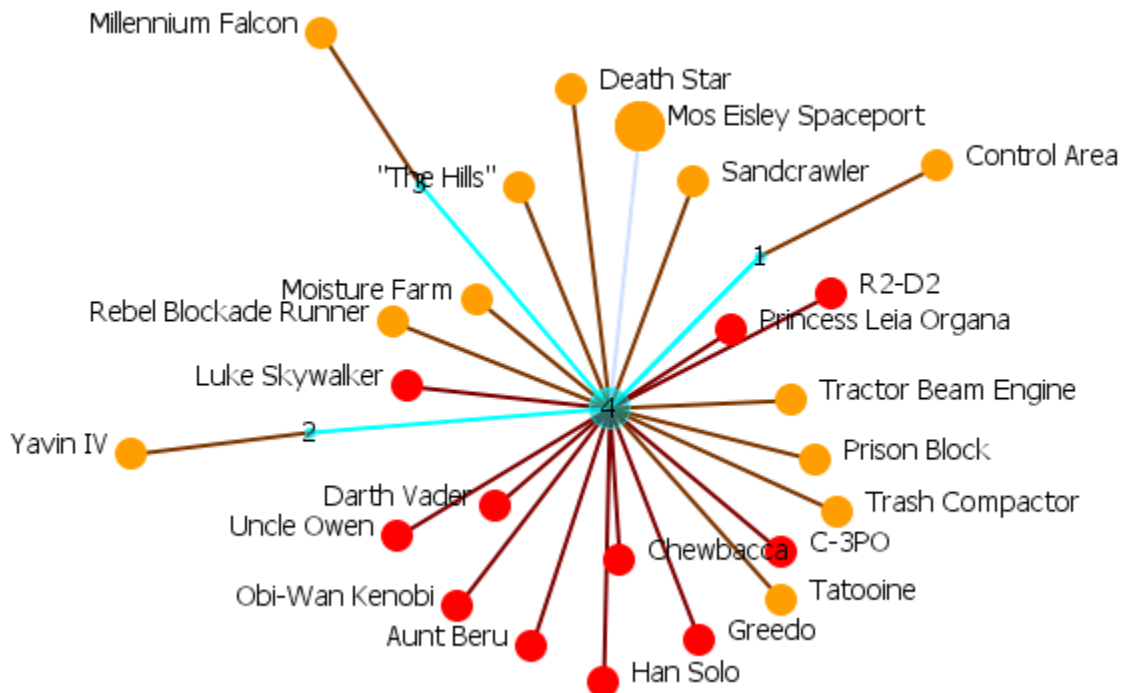 Millennium Falcon
Death Star
Mos Eisley Spaceport
Control Area
"The Hills"
3
Sandcrawler
1
R2-D2
Moisture Farm
Rebel Blockade Runner
Princess Leia Organa
Luke Skywalker
Tractor Beam Engine
4
2
Yavin IV
Prison Block
Darth Vader
Trash Compactor
Uncle Owen
Chewbacca
C-3PO
Obi-Wan Kenobi
Tatooine
Aunt Beru
Greedo
Han Solo